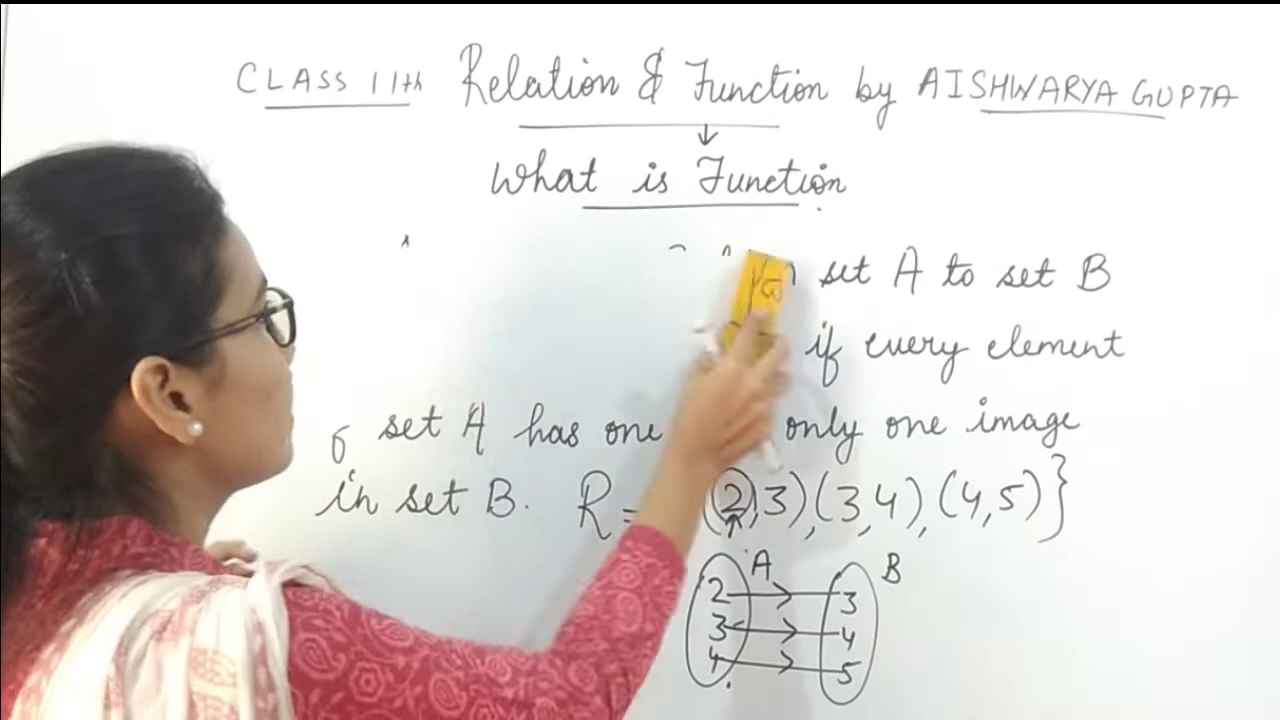 CLASS 11th Relation & Function by AISHWARYA GUPTA
What is Function
set A to set B
if every element
of set A has one only one image
in set B. R= (2,3),(3,4),(4,5)}
A B
2 3
3 4
4 5